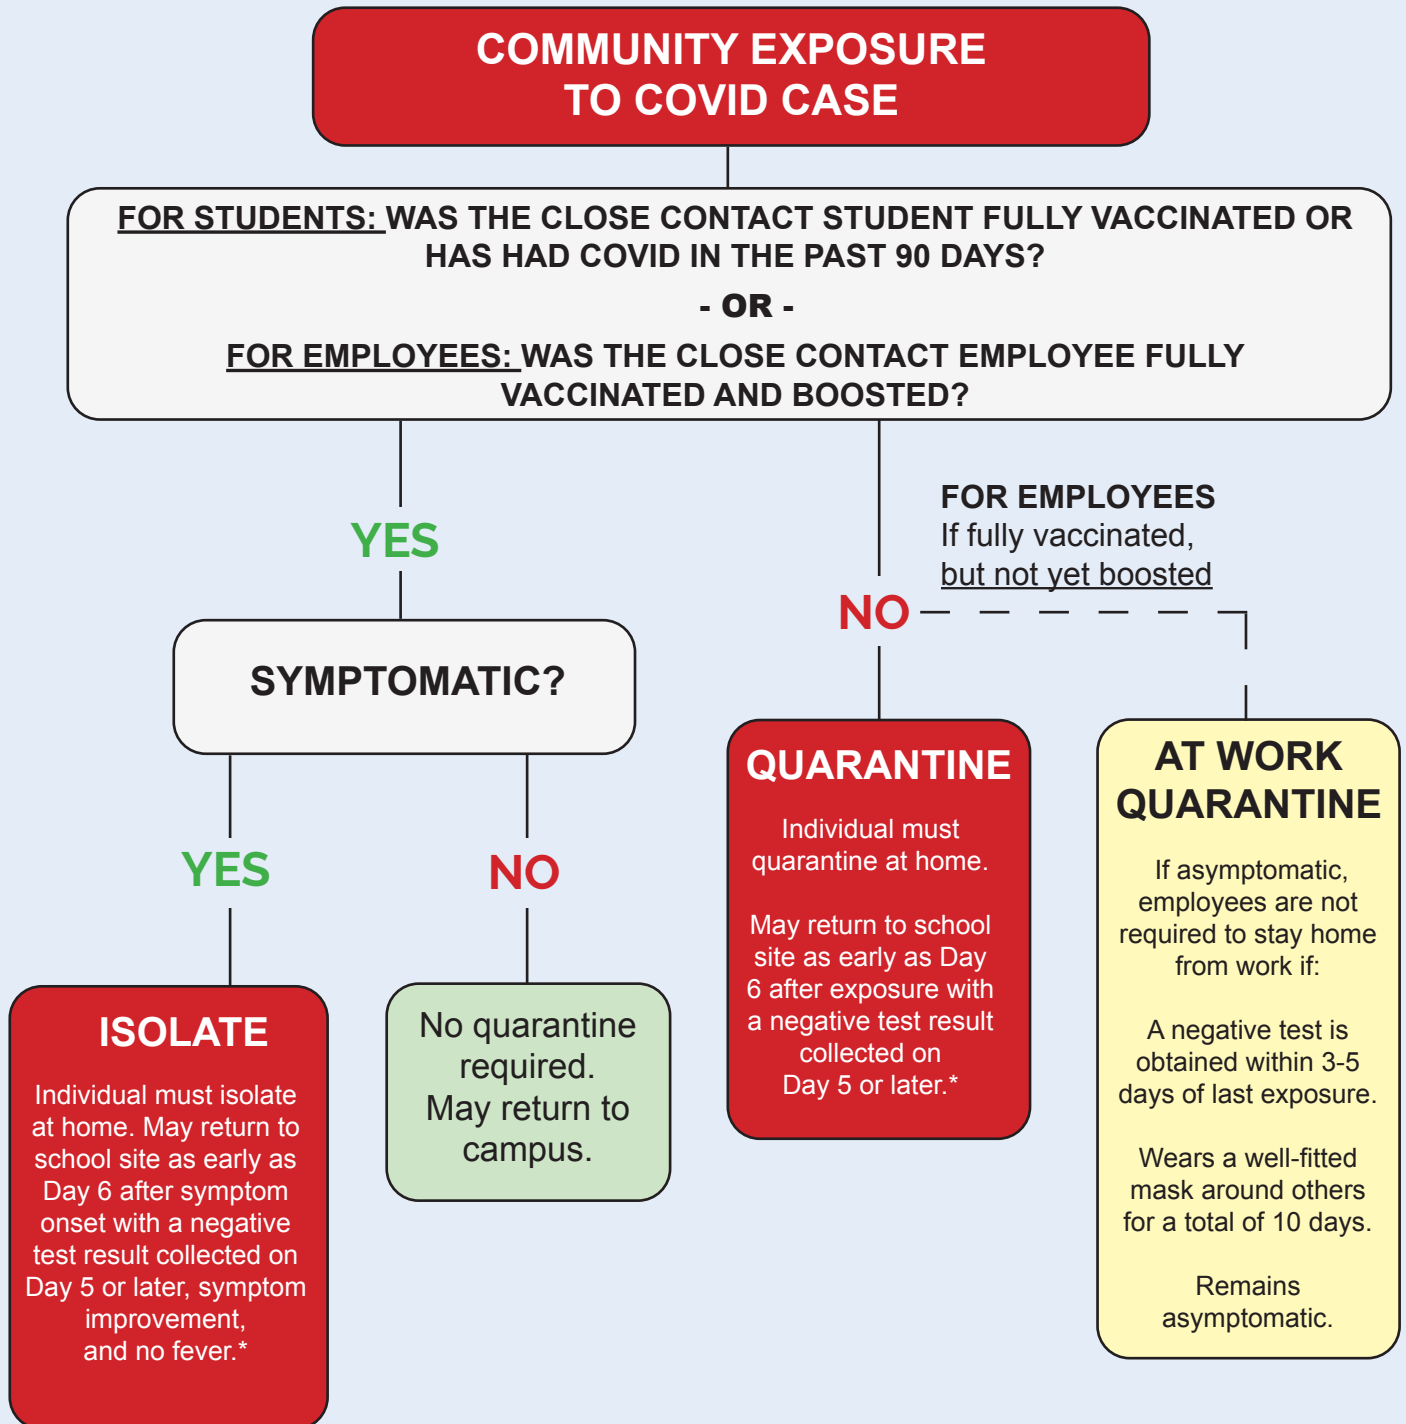 COMMUNITY EXPOSURE
TO COVID CASE
FOR STUDENTS: WAS THE CLOSE CONTACT STUDENT FULLY VACCINATED OR
HAS HAD COVID IN THE PAST 90 DAYS?
- OR -
FOR EMPLOYEES: WAS THE CLOSE CONTACT EMPLOYEE FULLY
VACCINATED AND BOOSTED?
YES
SYMPTOMATIC?
YES
ISOLATE
Individual must isolate
at home. May return to
school site as early as
Day 6 after symptom
onset with a negative
test result collected on
Day 5 or later, symptom
improvement,
and no fever.*
NO
No quarantine
required.
May return to
campus.
NO
QUARANTINE
Individual must
quarantine at home.
May return to school
site as early as Day
6 after exposure with
a negative test result
collected on
Day 5 or later.*
FOR EMPLOYEES
If fully vaccinated,
but not yet boosted
AT WORK
QUARANTINE
If asymptomatic,
employees are not
required to stay home
from work if:
A negative test is
obtained within 3-5
days of last exposure.
Wears a well-fitted
mask around others
for a total of 10 days.
Remains
asymptomatic.